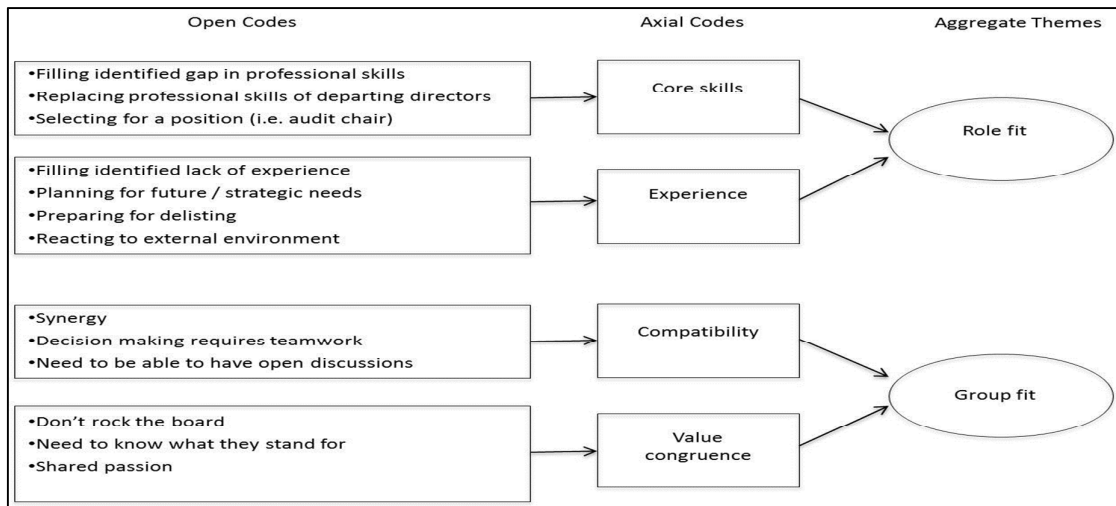 Open Codes
Axial Codes
Aggregate Themes
•Filling identified gap in professional skills
•Replacing professional skills of departing directors
•Selecting for a position (i.e. audit chair)
Core skills
Role fit
•Filling identified lack of experience
•Planning for future / strategic needs
•Preparing for delisting
•Reacting to external environment
Experience
•Synergy
•Decision making requires teamwork
•Need to be able to have open discussions
Compatibility
Group fit
•Don’t rock the board
•Need to know what they stand for
•Shared passion
Value
congruence